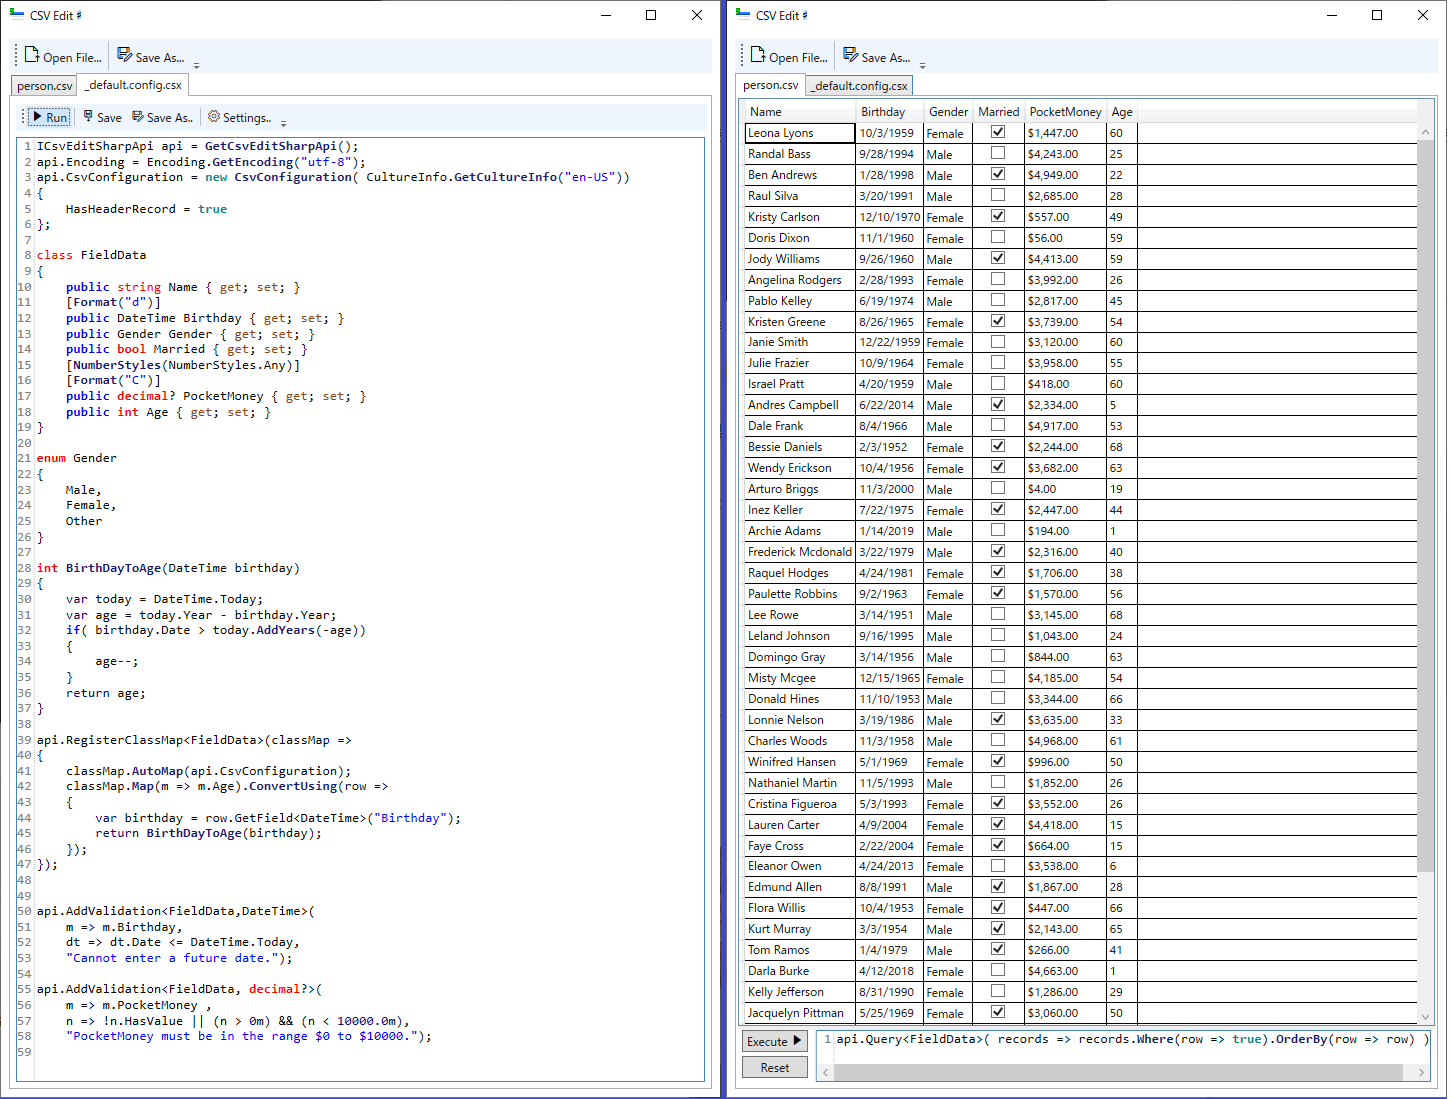 CSV Edit #
Open File...
Save As...
person.csv
_default.config.csx
Run
Save
Save As..
Settings..
1 ICsvEditSharpApi api = GetCsvEditSharpApi();
2 api.Encoding = Encoding.GetEncoding("utf-8");
3 api.CsvConfiguration = new CsvConfiguration( CultureInfo.GetCultureInfo("en-US"))
4 {
5 HasHeaderRecord = true
6 };
7
8 class FieldData
9 {
10 public string Name { get; set; }
11 [Format("d")]
12 public DateTime Birthday { get; set; }
13 public Gender Gender { get; set; }
14 public bool Married { get; set; }
15 [NumberStyles(NumberStyles.Any)]
16 [Format("C")]
17 public decimal? PocketMoney { get; set; }
18 public int Age { get; set; }
19 }
20
21 enum Gender
22 {
23 Male,
24 Female,
25 Other
26 }
27
28 int BirthDayToAge(DateTime birthday)
29 {
30 var today = DateTime.Today;
31 var age = today.Year - birthday.Year;
32 if( birthday.Date > today.AddYears(-age))
33 {
34 age--;
35 }
36 return age;
37 }
38
39 api.RegisterClassMap<FieldData>(classMap =>
40 {
41 classMap.AutoMap(api.CsvConfiguration);
42 classMap.Map(m => m.Age).ConvertUsing(row =>
43 {
44 var birthday = row.GetField<DateTime>("Birthday");
45 return BirthDayToAge(birthday);
46 });
47 });
48
49
50 api.AddValidation<FieldData,DateTime>(
51 m => m.Birthday,
52 dt => dt.Date <= DateTime.Today,
53 "Cannot enter a future date.");
54
55 api.AddValidation<FieldData, decimal?>(
56 m => m.PocketMoney ,
57 n => !n.HasValue || (n > 0m) && (n < 10000.0m),
58 "PocketMoney must be in the range $0 to $10000.");
59
CSV Edit #
Open File...
Save As...
person.csv
_default.config.csx
Name Birthday Gender Married PocketMoney Age
Leona Lyons 10/3/1959 Female $1,447.00 60
Randal Bass 9/28/1994 Male $4,243.00 25
Ben Andrews 1/28/1998 Male $4,949.00 22
Raul Silva 3/20/1991 Male $2,685.00 28
Kristy Carlson 12/10/1970 Female $557.00 49
Doris Dixon 11/1/1960 Female $56.00 59
Jody Williams 9/26/1960 Male $4,413.00 59
Angelina Rodgers 2/28/1993 Female $3,992.00 26
Pablo Kelley 6/19/1974 Male $2,817.00 45
Kristen Greene 8/26/1965 Female $3,739.00 54
Janie Smith 12/22/1959 Female $3,120.00 60
Julie Frazier 10/9/1964 Female $3,958.00 55
Israel Pratt 4/20/1959 Male $418.00 60
Andres Campbell 6/22/2014 Male $2,334.00 5
Dale Frank 8/4/1966 Male $4,917.00 53
Bessie Daniels 2/3/1952 Female $2,244.00 68
Wendy Erickson 10/4/1956 Female $3,682.00 63
Arturo Briggs 11/3/2000 Male $4.00 19
Inez Keller 7/22/1975 Female $2,447.00 44
Archie Adams 1/14/2019 Male $194.00 1
Frederick Mcdonald 3/22/1979 Male $2,316.00 40
Raquel Hodges 4/24/1981 Female $1,706.00 38
Paulette Robbins 9/2/1963 Female $1,570.00 56
Lee Rowe 3/14/1951 Male $3,145.00 68
Leland Johnson 9/16/1995 Male $1,043.00 24
Domingo Gray 3/14/1956 Male $844.00 63
Misty Mcgee 12/15/1965 Female $4,185.00 54
Donald Hines 11/10/1953 Male $3,344.00 66
Lonnie Nelson 3/19/1986 Male $3,635.00 33
Charles Woods 11/3/1958 Male $4,968.00 61
Winifred Hansen 5/1/1969 Female $996.00 50
Nathaniel Martin 11/5/1993 Male $1,852.00 26
Cristina Figueroa 5/3/1993 Female $3,552.00 26
Lauren Carter 4/9/2004 Female $4,418.00 15
Faye Cross 2/22/2004 Female $664.00 15
Eleanor Owen 4/24/2013 Female $3,538.00 6
Edmund Allen 8/8/1991 Male $1,867.00 28
Flora Willis 10/4/1953 Female $447.00 66
Kurt Murray 3/3/1954 Male $2,143.00 65
Tom Ramos 1/4/1979 Male $266.00 41
Darla Burke 4/12/2018 Female $4,663.00 1
Kelly Jefferson 8/31/1990 Female $1,286.00 29
Jacquelyn Pittman 5/25/1969 Female $3,060.00 50
Execute
1 api.Query<FieldData>( records => records.Where(row => true).OrderBy(row => row) )
Reset